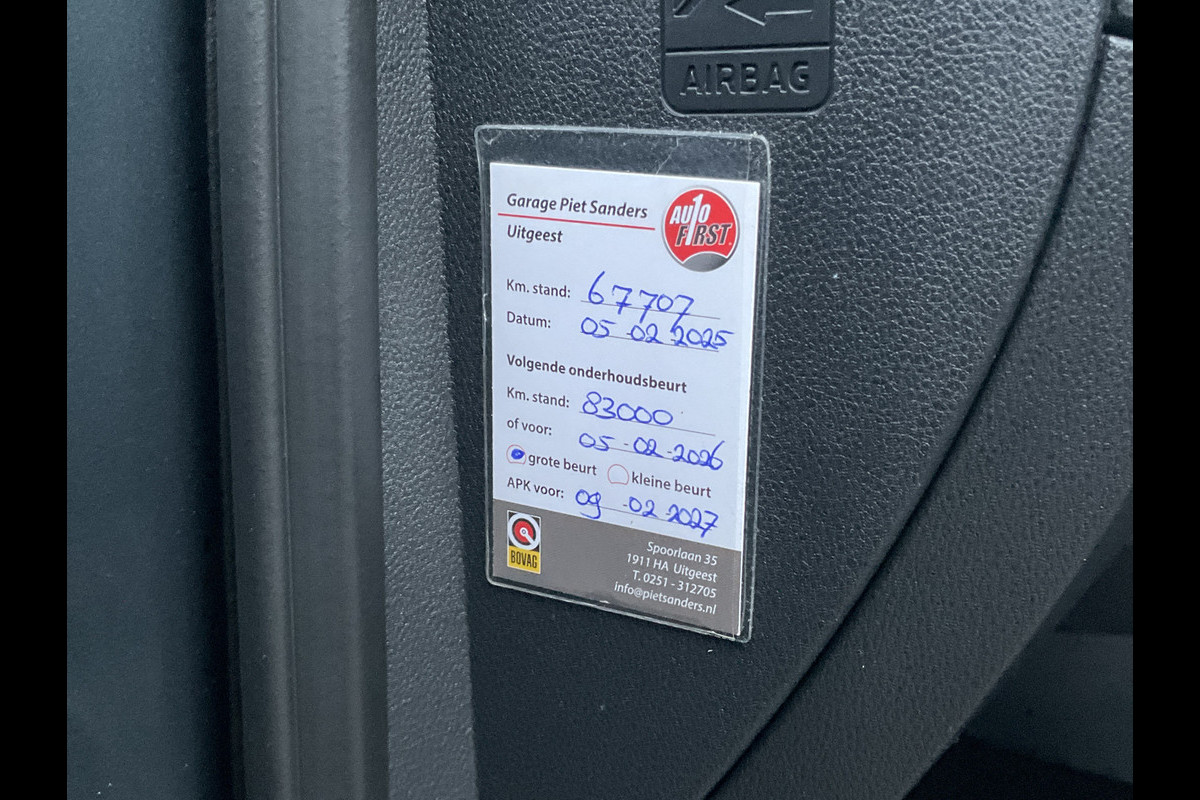 AIRBAG
Garage Piet Sanders
Uitgeest
AUTO
FIRST
Km. stand: 67707
Datum: 05 02 2025
Volgende onderhoudsbeurt
Km. stand: 83000
of voor: 05-02-2026
grote beurt kleine beurt
APK voor: 09-02 2027
BOVAG
Spoorlaan 35
1911 HA Uitgeest
T. 0251 - 312705
info@pietsanders.nl